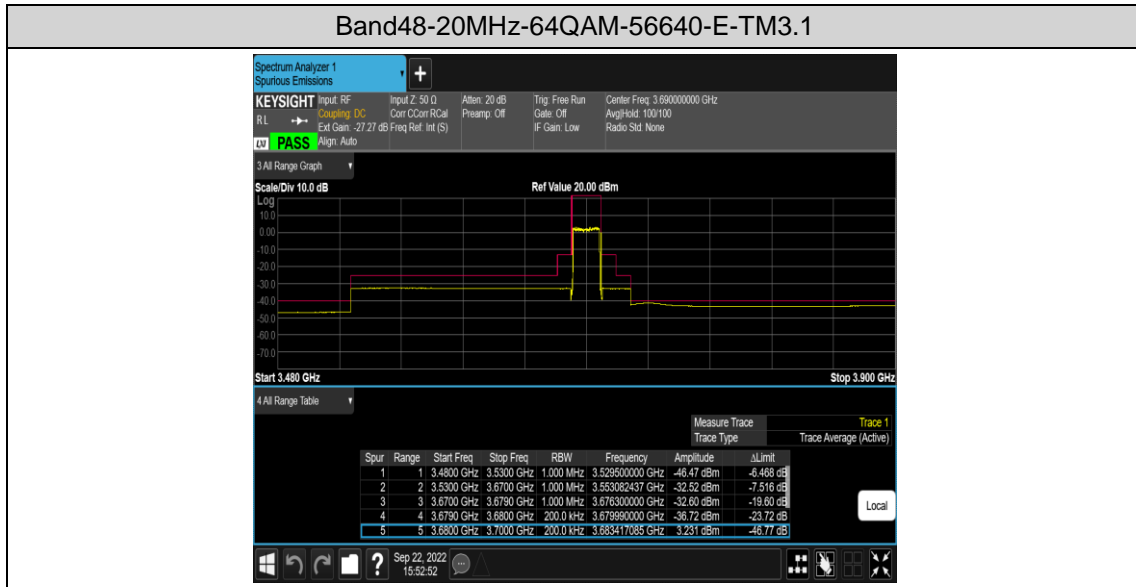 Band48-20MHz-64QAM-56640-E-TM3.1
Spectrum Analyzer 1
Spurious Emissions
+
KEYSIGHT Input: RF Input Z: 50 Ω Atten: 20 dB Trig: Free Run Center Freq: 3.690000000 GHz
RL Coupling: DC Corr CCorr RCal Preamp: Off Gate: Off Avg|Hold: 100/100
Ext Gain: -27.27 dB Freq Ref: Int (S) IF Gain: Low Radio Std: None
LXI PASS Align: Auto
3 All Range Graph
Scale/Div 10.0 dB Ref Value 20.00 dBm
Log
10.0
0.00
-10.0
-20.0
-30.0
-40.0
-50.0
-60.0
-70.0
Start 3.480 GHz Stop 3.900 GHz
4 All Range Table
Measure Trace Trace 1
Trace Type Trace Average (Active)
Spur Range Start Freq Stop Freq RBW Frequency Amplitude ΔLimit
1 1 3.4800 GHz 3.5300 GHz 1.000 MHz 3.529500000 GHz -46.47 dBm -6.468 dB
2 2 3.5300 GHz 3.6700 GHz 1.000 MHz 3.553082437 GHz -32.52 dBm -7.516 dB
3 3 3.6700 GHz 3.6790 GHz 1.000 MHz 3.676300000 GHz -32.60 dBm -19.60 dB
4 4 3.6790 GHz 3.6800 GHz 200.0 kHz 3.679990000 GHz -36.72 dBm -23.72 dB
5 5 3.6800 GHz 3.7000 GHz 200.0 kHz 3.683417085 GHz 3.231 dBm -46.77 dB
Local
? Sep 22, 2022
15:52:52